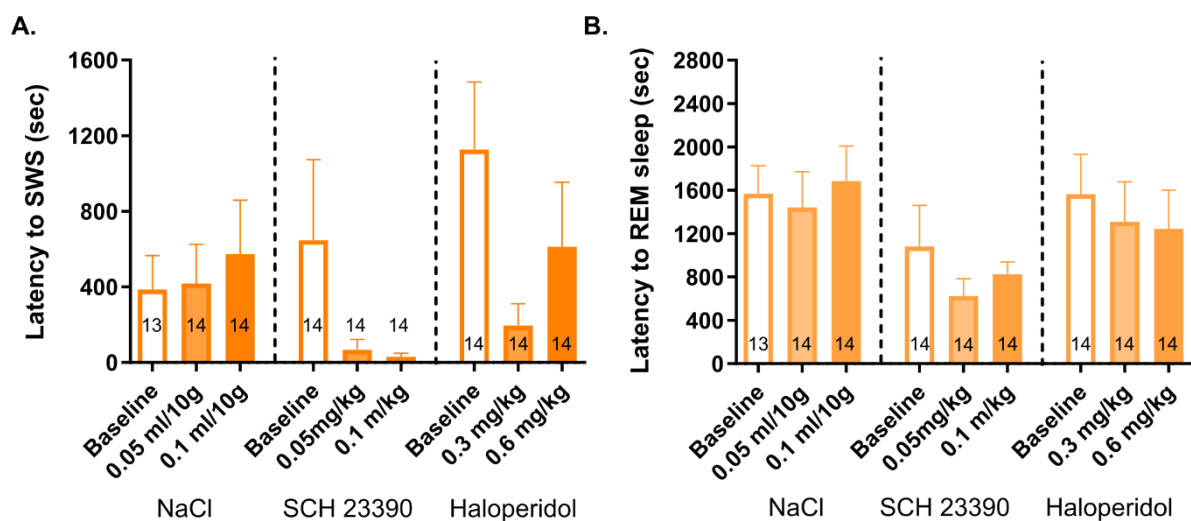 A.
Latency to SWS (sec)
1600
1200
800
400
0
13
14
14
14
14
14
14
14
14
Baseline
0.05 ml/10g
0.1 ml/10g
Baseline
0.05mg/kg
0.1 m/kg
Baseline
0.3 mg/kg
0.6 mg/kg
NaCl
SCH 23390
Haloperidol
B.
Latency to REM sleep (sec)
2800
2400
2000
1600
1200
800
400
0
13
14
14
14
14
14
14
14
14
Baseline
0.05 ml/10g
0.1 ml/10g
Baseline
0.05mg/kg
0.1 m/kg
Baseline
0.3 mg/kg
0.6 mg/kg
NaCl
SCH 23390
Haloperidol